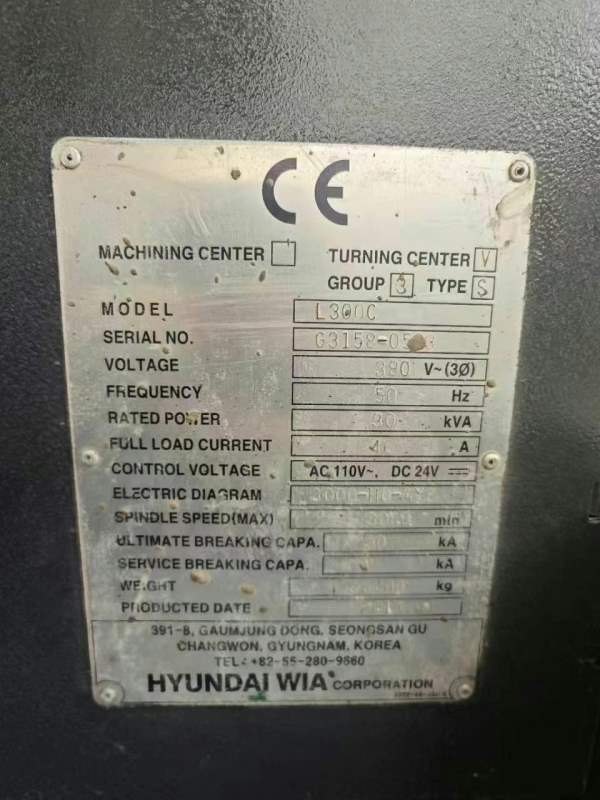 CE
MACHINING CENTER TURNING CENTER V
GROUP 3 TYPE S
MODEL L300C
SERIAL NO.
VOLTAGE 380 V~(3Ø)
FREQUENCY 50 Hz
RATED POWER 30 kVA
FULL LOAD CURRENT A
CONTROL VOLTAGE AC 110V~, DC 24V
ELECTRIC DIAGRAM
SPINDLE SPEED(MAX) min
ULTIMATE BREAKING CAPA. kA
SERVICE BREAKING CAPA. kA
WEIGHT kg
PRODUCTED DATE
391-8, GAUMJUNG DONG, SEONGSAN GU
CHANGWON, GYUNGNAM, KOREA
TEL : +82-55-280-9660
HYUNDAI WIA CORPORATION